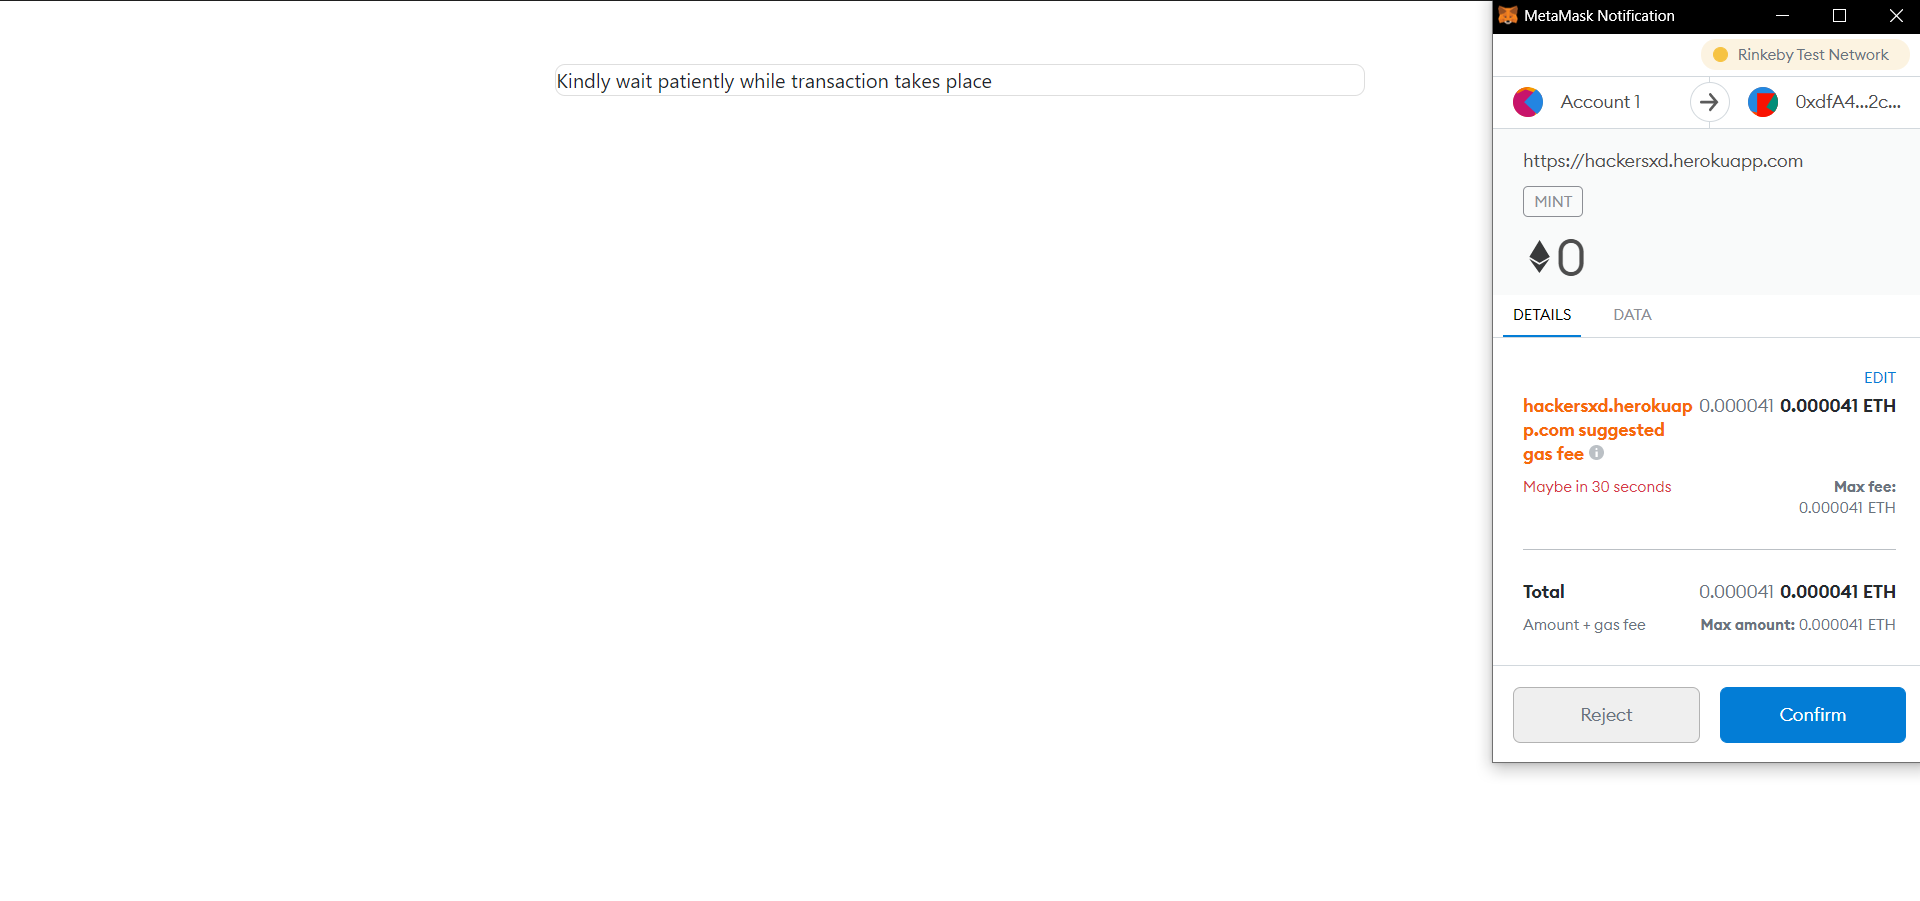 Kindly wait patiently while transaction takes place
MetaMask Notification
Rinkeby Test Network
Account 1
0xdfA4...2c...
https://hackersxd.herokuapp.com
MINT
0
DETAILS
DATA
EDIT
hackersxd.herokuap 0.000041 0.000041 ETH
p.com suggested
gas fee
Maybe in 30 seconds
Max fee:
0.000041 ETH
Total 0.000041 0.000041 ETH
Amount + gas fee Max amount: 0.000041 ETH
Reject
Confirm